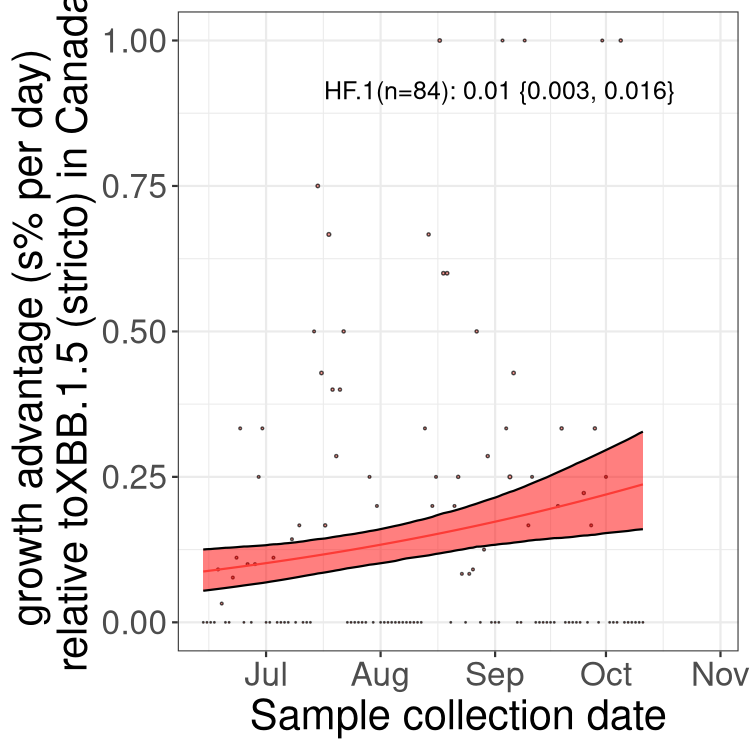 growth advantage (s% per day)
relative toXBB.1.5 (stricto) in Canada
1.00
0.75
0.50
0.25
0.00
HF.1(n=84): 0.01 {0.003, 0.016}
Jul Aug Sep Oct Nov
Sample collection date